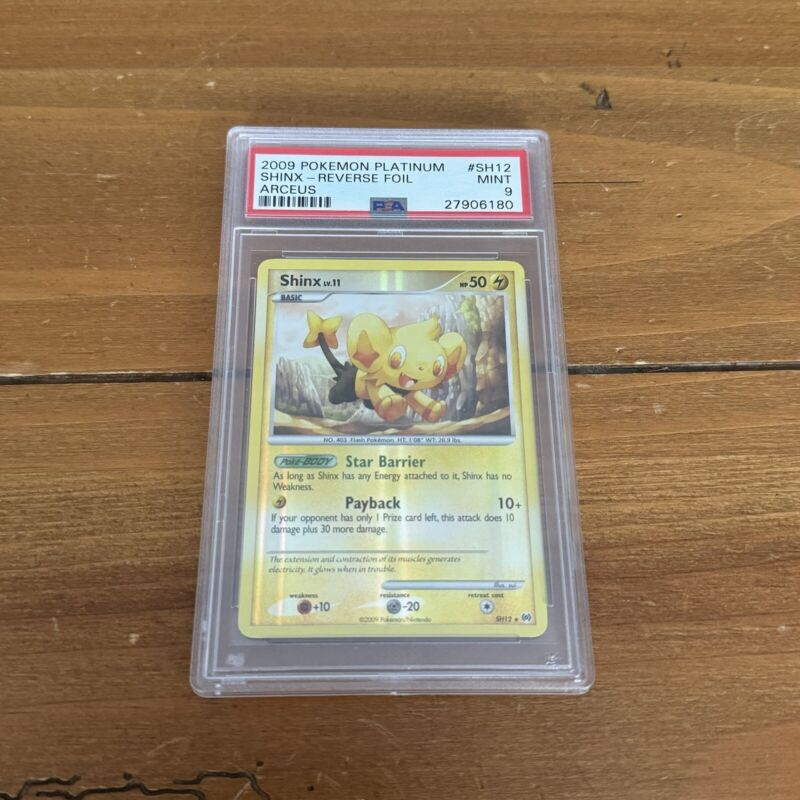 2009 POKEMON PLATINUM #SH12
SHINX - REVERSE FOIL MINT
ARCEUS 9
PSA 27906180
Shinx LV.11 HP 50
BASIC
NO. 403 Flash Pokémon HT: 1'08" WT: 20.9 lbs.
Poké-BODY Star Barrier
As long as Shinx has any Energy attached to it, Shinx has no
Weakness.
Payback 10+
If your opponent has only 1 Prize card left, this attack does 10
damage plus 30 more damage.
The extension and contraction of its muscles generates
electricity. It glows when in trouble.
Illus.
weakness resistance retreat cost
+10 -20
©2009 Pokémon/Nintendo SH12